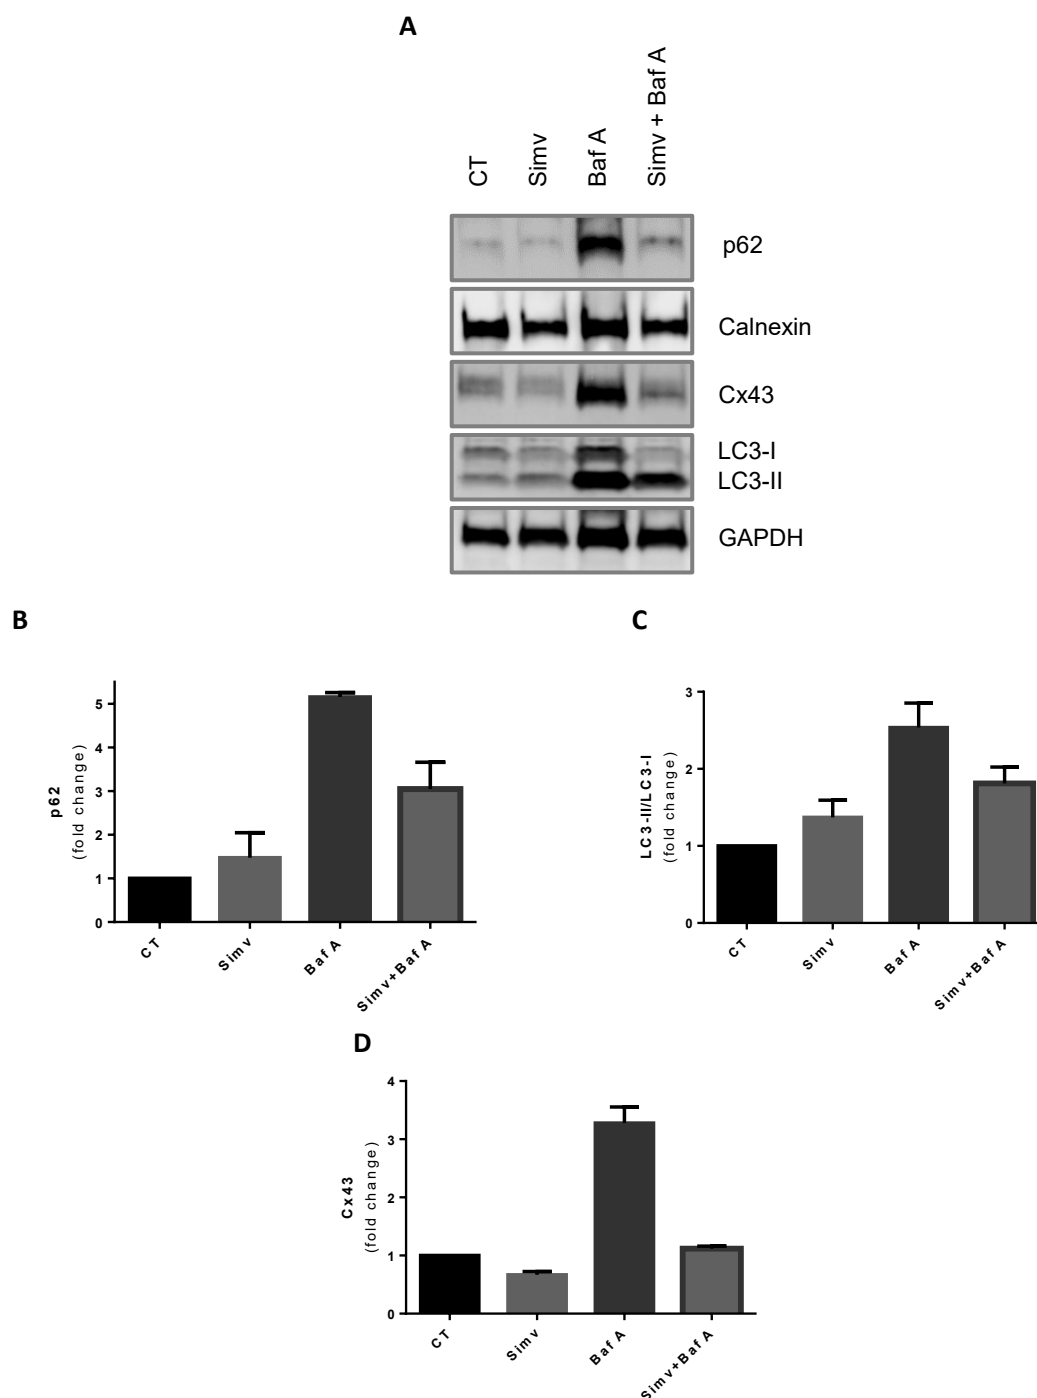 A
CT
Simv
Baf A
Simv + Baf A
p62
Calnexin
Cx43
LC3-I
LC3-II
GAPDH
B
p62
(fold change)
5
4
3
2
1
0
CT
Simv
Baf A
Simv+Baf A
C
LC3-II/LC3-I
(fold change)
3
2
1
0
CT
Simv
Baf A
Simv+Baf A
D
Cx43
(fold change)
4
3
2
1
0
CT
Simv
Baf A
Simv+Baf A